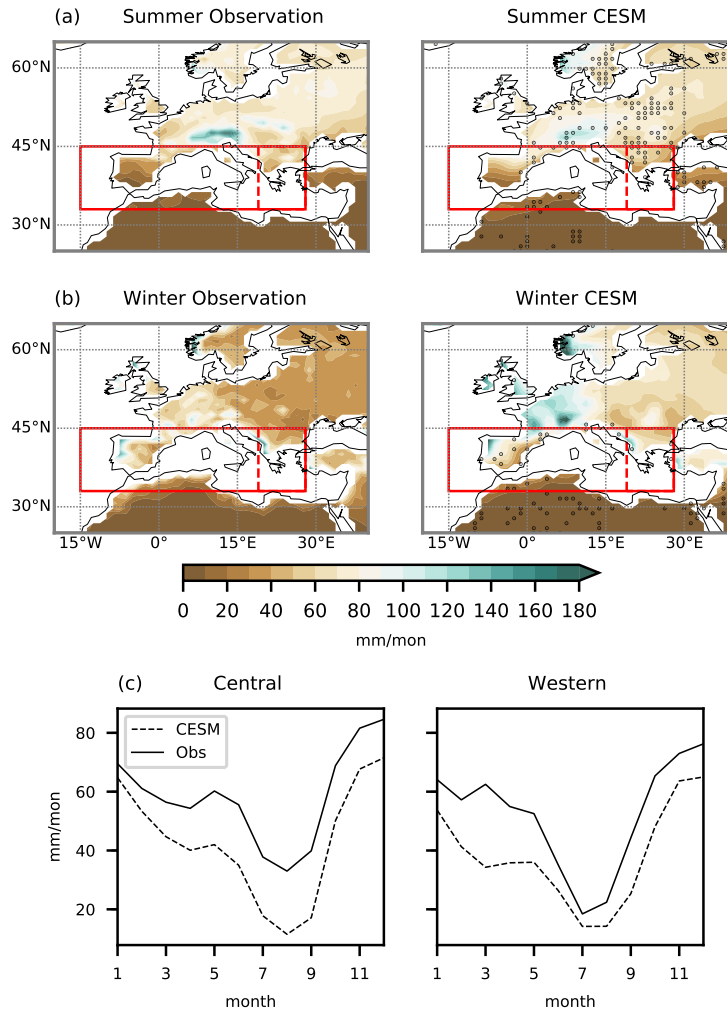 (a) Summer Observation Summer CESM
60°N
45°N
30°N
(b) Winter Observation Winter CESM
60°N
45°N
30°N
15°W 0° 15°E 30°E 15°W 0° 15°E 30°E
0 20 40 60 80 100 120 140 160 180
mm/mon
(c) Central Western
CESM
Obs
80
60
40
20
mm/mon
1 3 5 7 9 11 1 3 5 7 9 11
month month